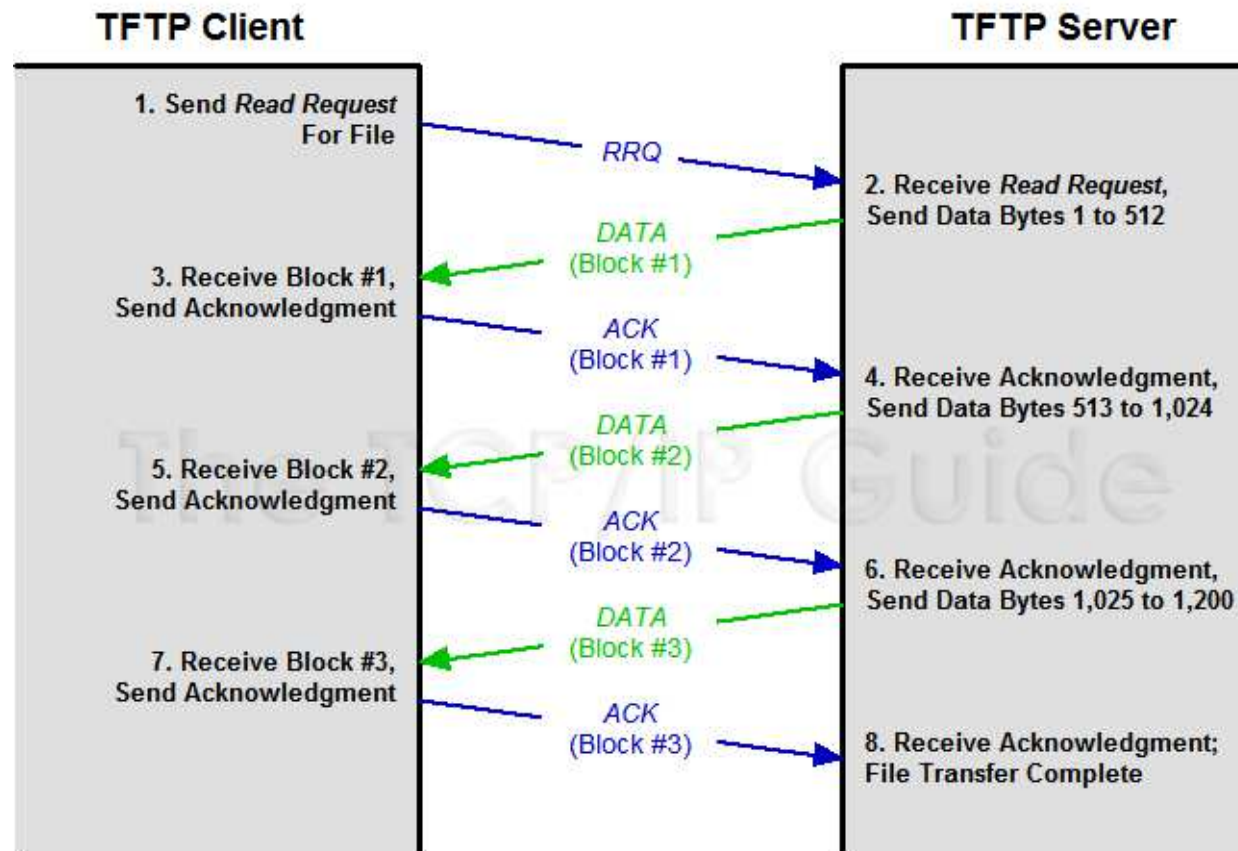 TFTP Client
TFTP Server
1. Send Read Request
For File
RRQ
2. Receive Read Request,
Send Data Bytes 1 to 512
DATA
(Block #1)
3. Receive Block #1,
Send Acknowledgment
ACK
(Block #1)
4. Receive Acknowledgment,
Send Data Bytes 513 to 1,024
DATA
(Block #2)
The TCP/IP Guide
5. Receive Block #2,
Send Acknowledgment
ACK
(Block #2)
6. Receive Acknowledgment,
Send Data Bytes 1,025 to 1,200
DATA
(Block #3)
7. Receive Block #3,
Send Acknowledgment
ACK
(Block #3)
8. Receive Acknowledgment;
File Transfer Complete